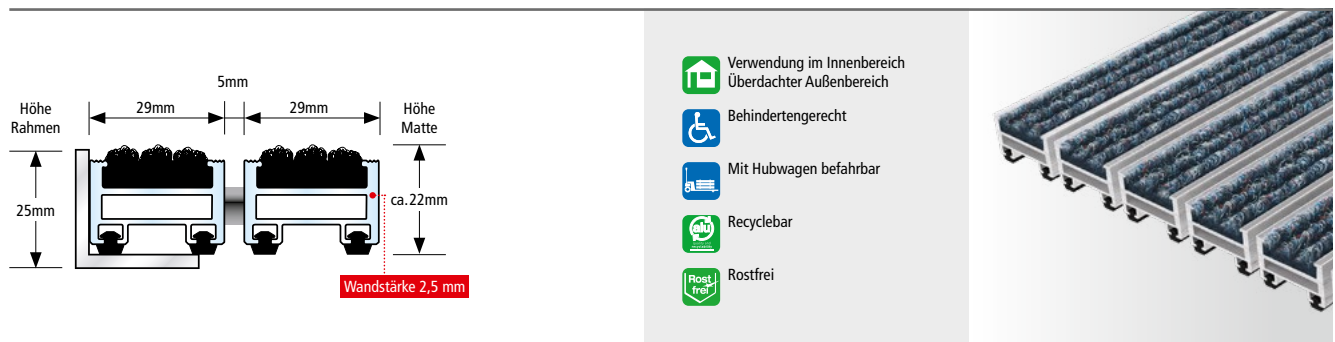 5mm
Höhe
Rahmen
29mm
29mm
Höhe
Matte
25mm
ca.22mm
Wandstärke 2,5 mm
Verwendung im Innenbereich
Überdachter Außenbereich
Behindertengerecht
Mit Hubwagen befahrbar
alu
Recyclebar
Rost
frei
Rostfrei